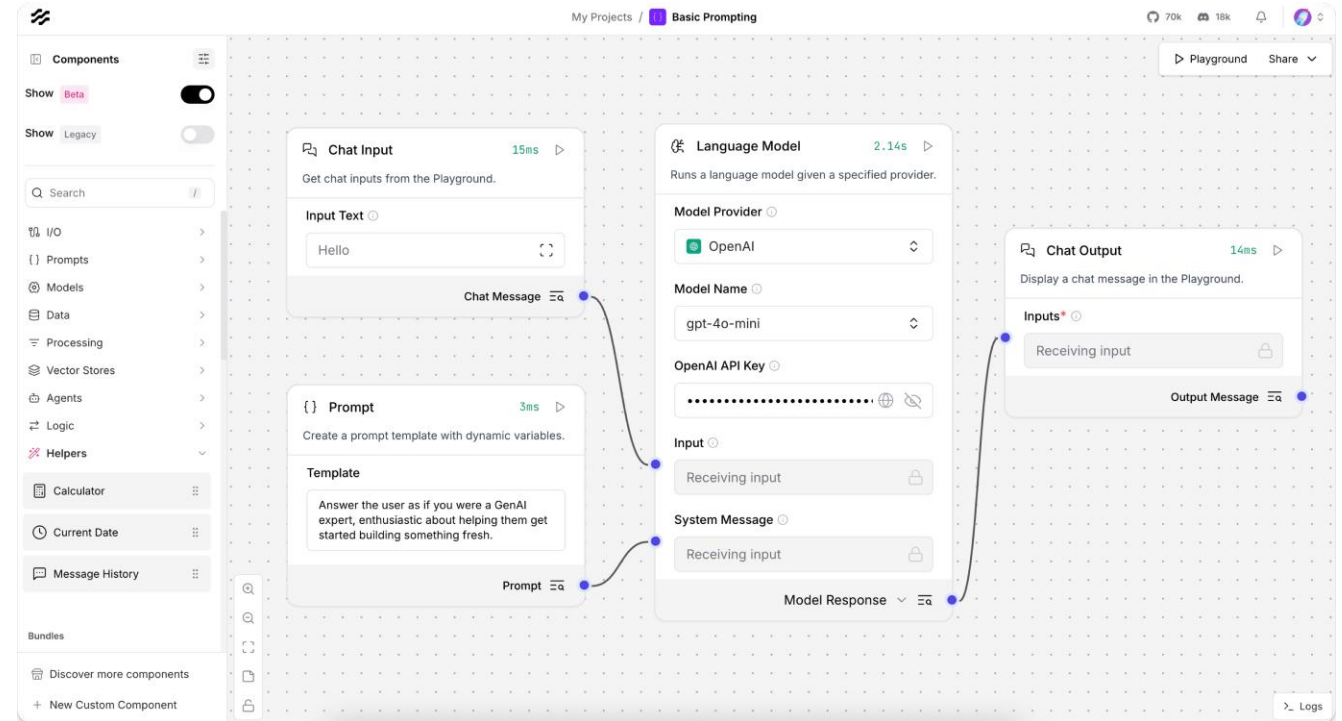 My Projects / Basic Prompting
70k 18k
Components
Show Beta
Show Legacy
Search /
I/O
Prompts
Models
Data
Processing
Vector Stores
Agents
Logic
Helpers
Calculator
Current Date
Message History
Bundles
Discover more components
+ New Custom Component
Playground Share
Chat Input 15ms
Get chat inputs from the Playground.
Input Text
Hello
Chat Message
{} Prompt 3ms
Create a prompt template with dynamic variables.
Template
Answer the user as if you were a GenAI
expert, enthusiastic about helping them get
started building something fresh.
Prompt
Language Model 2.14s
Runs a language model given a specified provider.
Model Provider
OpenAI
Model Name
gpt-4o-mini
OpenAI API Key
••••••••••••••••••••••••••
Input
Receiving input
System Message
Receiving input
Model Response
Chat Output 14ms
Display a chat message in the Playground.
Inputs*
Receiving input
Output Message
>_ Logs